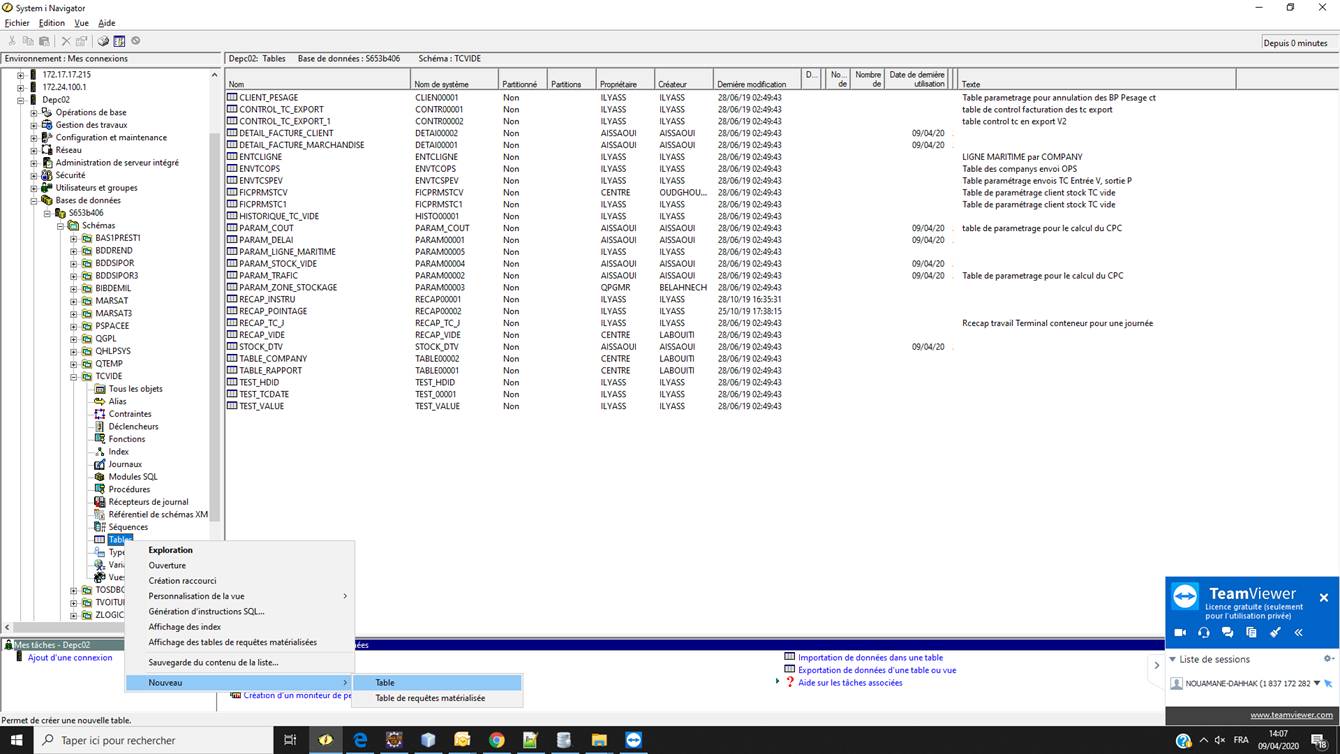 System i Navigator
Fichier Edition Vue Aide
Depuis 0 minutes
Environnement : Mes connexions
Depc02: Tables Base de données : S653b406 Schéma : TCVIDE
172.17.17.215
172.24.100.1
Depc02
Opérations de base
Gestion des travaux
Configuration et maintenance
Réseau
Administration de serveur intégré
Sécurité
Utilisateurs et groupes
Bases de données
S653b406
Schémas
BAS1PREST1
BDDREND
BDDSIPOR
BDDSIPOR3
BIBDEMIL
MARSAT
MARSAT3
PSPACEE
QGPL
QHLPSYS
QTEMP
TCVIDE
Tous les objets
Alias
Contraintes
Déclencheurs
Fonctions
Index
Journaux
Modules SQL
Procédures
Récepteurs de journal
Référentiel de schémas XM
Séquences
Tables
Type
Varia
Vues
TOSDBO
TVOITUI
ZLOGIC
Nom Nom de système Partitionné Partitions Propriétaire Créateur Dernière modification D... No... de Nombre de Date de dernière utilisation Texte
CLIENT_PESAGE CLIEN00001 Non ILYASS ILYASS 28/06/19 02:49:43 Table parametrage pour annulation des BP Pesage ct
CONTROL_TC_EXPORT CONTR00001 Non ILYASS ILYASS 28/06/19 02:49:43 table de control facturation des tc export
CONTROL_TC_EXPORT_1 CONTR00002 Non ILYASS ILYASS 28/06/19 02:49:43 table control tc en export V2
DETAIL_FACTURE_CLIENT DETAI00002 Non AISSAOUI AISSAOUI 28/06/19 02:49:43 09/04/20
DETAIL_FACTURE_MARCHANDISE DETAI00001 Non AISSAOUI AISSAOUI 28/06/19 02:49:43 09/04/20
ENTCLIGNE ENTCLIGNE Non ILYASS ILYASS 28/06/19 02:49:43 LIGNE MARITIME par COMPANY
ENVTCOPS ENVTCOPS Non ILYASS ILYASS 28/06/19 02:49:43 Table des companys envoi OPS
ENVTCSPEV ENVTCSPEV Non ILYASS ILYASS 28/06/19 02:49:43 Table paramétrage envois TC Entrée V, sortie P
FICPRMSTCV FICPRMSTCV Non CENTRE OUDGHOU... 28/06/19 02:49:43 Table de paramétrage client stock TC vide
FICPRMSTC1 FICPRMSTC1 Non ILYASS ILYASS 28/06/19 02:49:43 Table de paramétrage client stock TC vide
HISTORIQUE_TC_VIDE HISTO00001 Non ILYASS ILYASS 28/06/19 02:49:43
PARAM_COUT PARAM_COUT Non AISSAOUI AISSAOUI 28/06/19 02:49:43 09/04/20 table de parametrage pour le calcul du CPC
PARAM_DELAI PARAM00001 Non AISSAOUI AISSAOUI 28/06/19 02:49:43 09/04/20
PARAM_LIGNE_MARITIME PARAM00005 Non ILYASS ILYASS 28/06/19 02:49:43
PARAM_STOCK_VIDE PARAM00004 Non AISSAOUI AISSAOUI 28/06/19 02:49:43 09/04/20
PARAM_TRAFIC PARAM00002 Non AISSAOUI AISSAOUI 28/06/19 02:49:43 09/04/20 Table de parametrage pour le calcul du CPC
PARAM_ZONE_STOCKAGE PARAM00003 Non QPGMR BELAHNECH 28/06/19 02:49:43
RECAP_INSTRU RECAP00001 Non ILYASS ILYASS 28/10/19 16:35:31
RECAP_POINTAGE RECAP00002 Non ILYASS ILYASS 25/10/19 17:38:15
RECAP_TC_J RECAP_TC_J Non ILYASS ILYASS 28/06/19 02:49:43 Rcecap travail Terminal conteneur pour une journée
RECAP_VIDE RECAP_VIDE Non CENTRE LABOUITI 28/06/19 02:49:43
STOCK_DTV STOCK_DTV Non AISSAOUI AISSAOUI 28/06/19 02:49:43 09/04/20
TABLE_COMPANY TABLE00002 Non CENTRE LABOUITI 28/06/19 02:49:43
TABLE_RAPPORT TABLE00001 Non CENTRE LABOUITI 28/06/19 02:49:43
TEST_HDID TEST_HDID Non ILYASS ILYASS 28/06/19 02:49:43
TEST_TCDATE TEST_00001 Non ILYASS ILYASS 28/06/19 02:49:43
TEST_VALUE TEST_VALUE Non ILYASS ILYASS 28/06/19 02:49:43
Exploration
Ouverture
Création raccourci
Personnalisation de la vue
Génération d'instructions SQL...
Affichage des index
Affichage des tables de requêtes matérialisées
Sauvegarde du contenu de la liste...
Nouveau
Table
Table de requêtes matérialisée
Mes tâches - Depc02
Ajout d'une connexion
ées
Création d'un moniteur de pe
Importation de données dans une table
Exportation de données d'une table ou vue
Aide sur les tâches associées
TeamViewer
Licence gratuite (seulement
pour l'utilisation privée)
Liste de sessions
NOUAMANE-DAHHAK (1 837 172 282
www.teamviewer.com
Permet de créer une nouvelle table.
Taper ici pour rechercher
FRA
14:07
09/04/2020
18